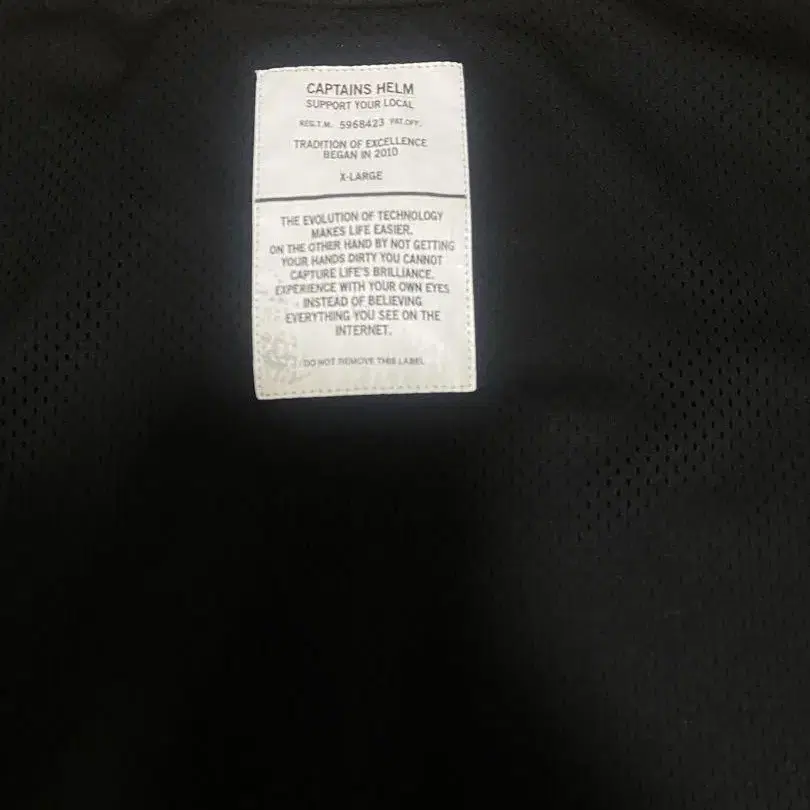 CAPTAINS HELM
SUPPORT YOUR LOCAL
REG.T.M. 5968423 PAT.OFF.
TRADITION OF EXCELLENCE
BEGAN IN 2010
X-LARGE
THE EVOLUTION OF TECHNOLOGY
MAKES LIFE EASIER.
ON THE OTHER HAND BY NOT GETTING
YOUR HANDS DIRTY YOU CANNOT
CAPTURE LIFE'S BRILLIANCE.
EXPERIENCE WITH YOUR OWN EYES
INSTEAD OF BELIEVING
EVERYTHING YOU SEE ON THE
INTERNET.
DO NOT REMOVE THIS LABEL